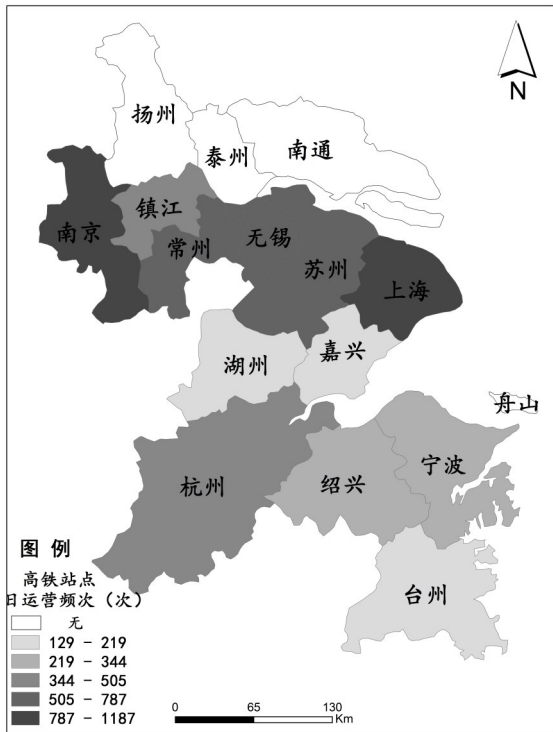 N
扬州
泰州
南通
镇江
南京
常州
无锡
苏州
上海
湖州
嘉兴
舟山
杭州
绍兴
宁波
台州
图 例
高铁站点
日运营频次（次）
无
129 - 219
219 - 344
344 - 505
505 - 787
787 - 1187
0 65 130
Km